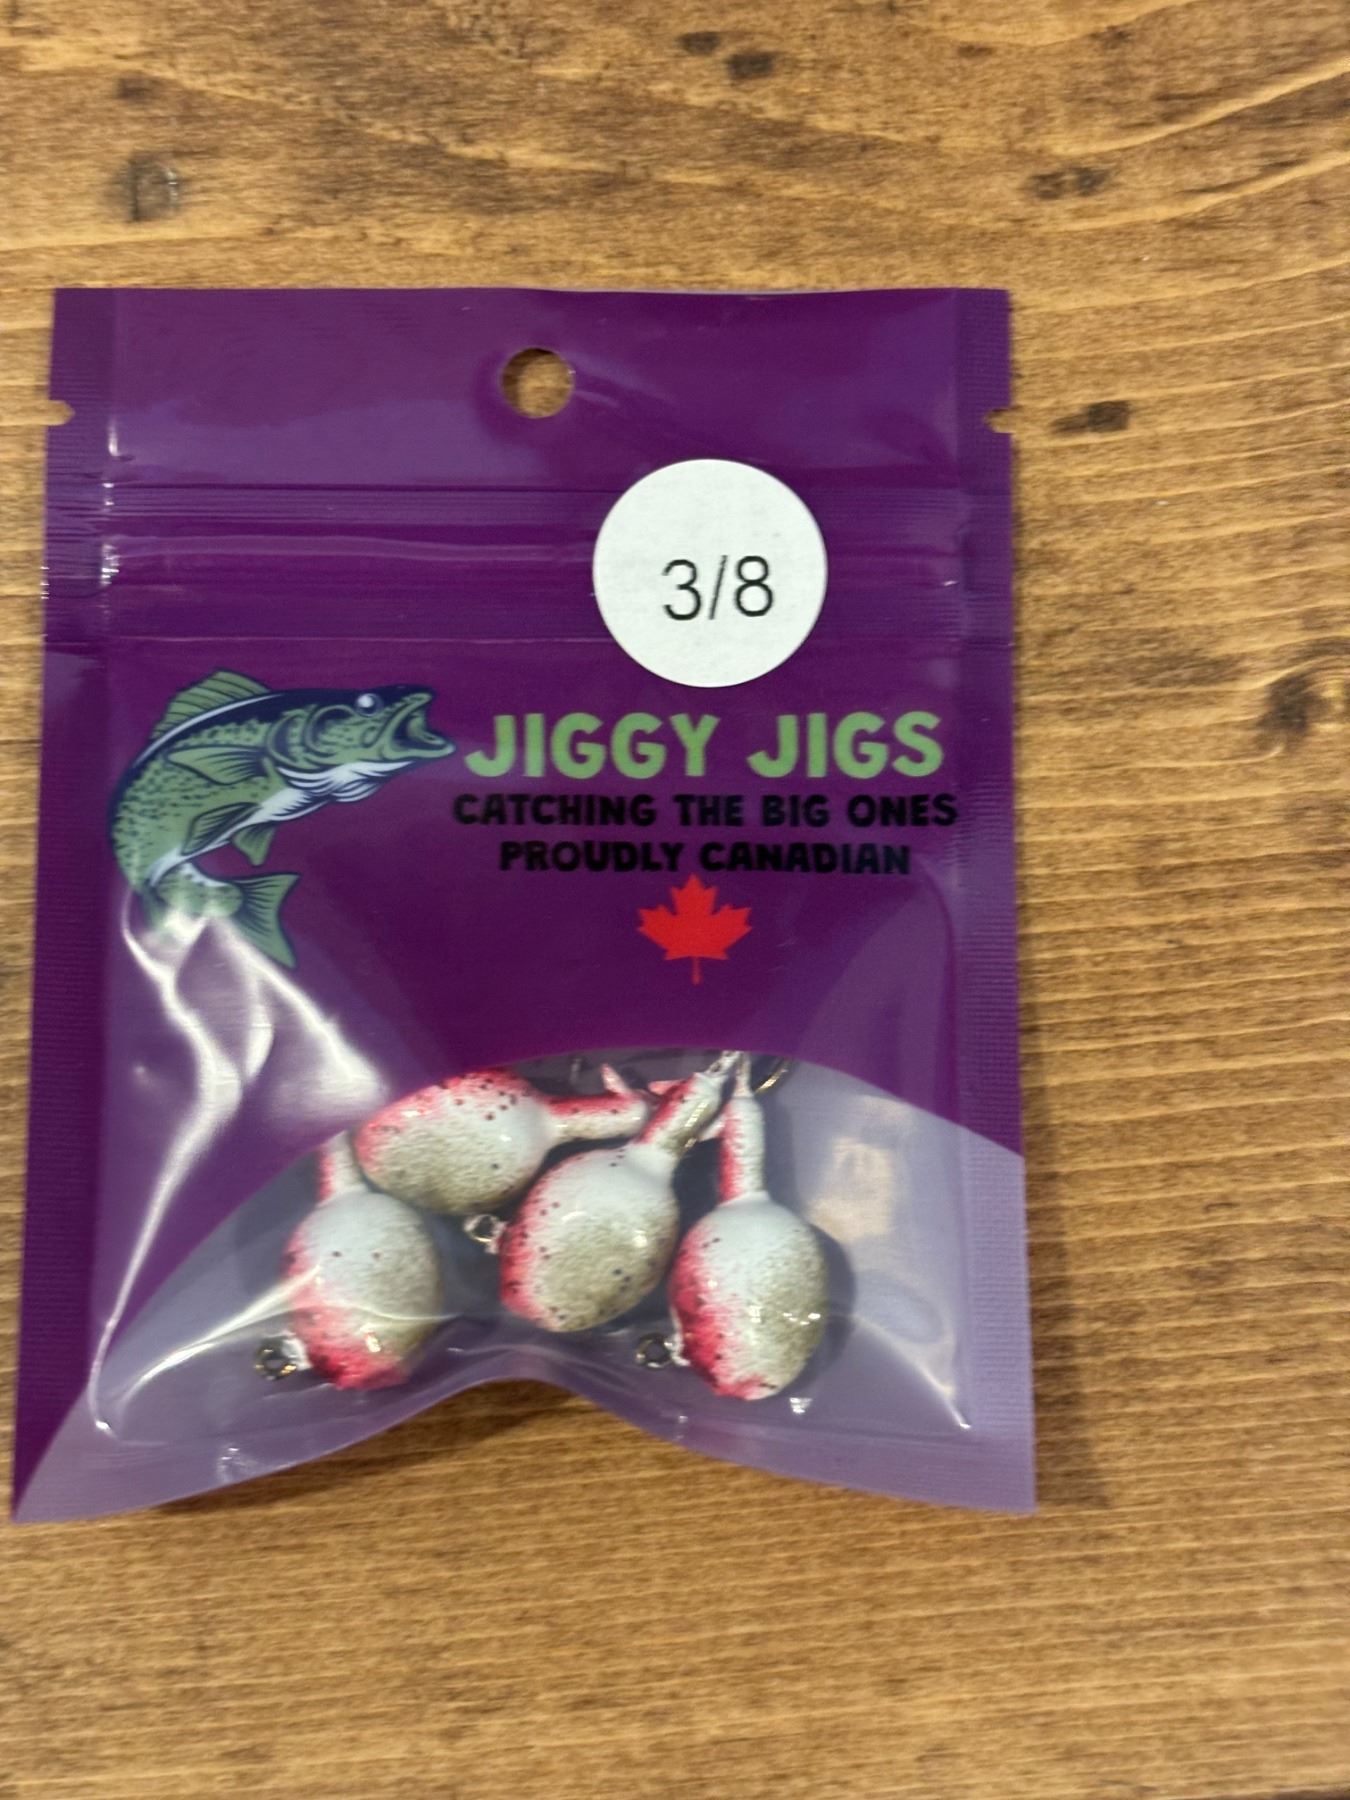 3/8
JIGGY JIGS
CATCHING THE BIG ONES
PROUDLY CANADIAN